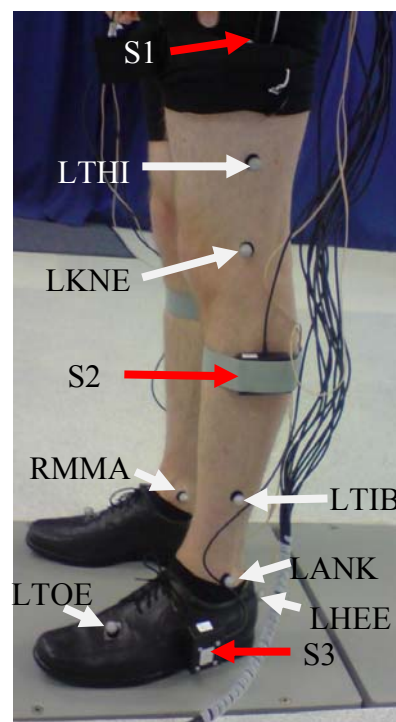 S1
LTHI
LKNE
S2
RMMA
LTIB
LANK
LTOE
LHEE
S3